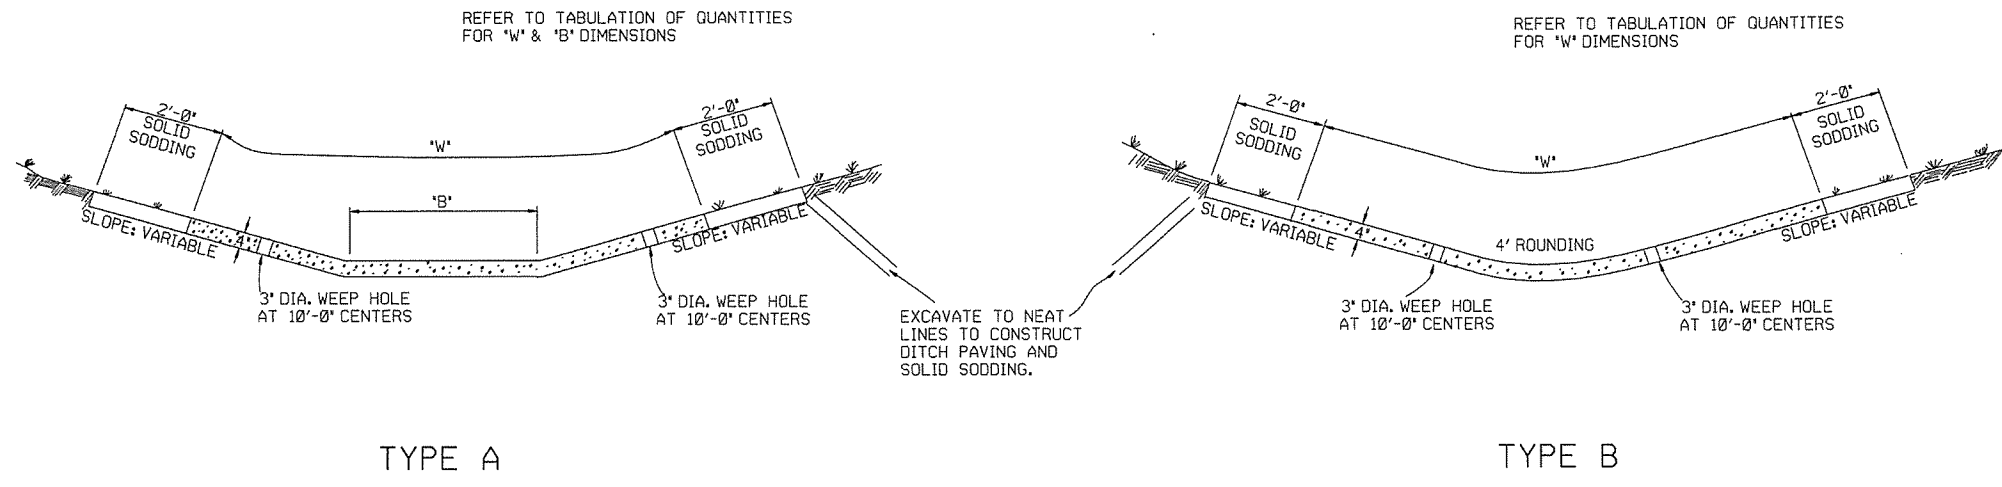 REFER TO TABULATION OF QUANTITIES
FOR "W" & "B" DIMENSIONS
2'-0"
SOLID
SODDING
"W"
2'-0"
SOLID
SODDING
"B"
SLOPE: VARIABLE
4"
SLOPE: VARIABLE
3" DIA. WEEP HOLE
AT 10'-0" CENTERS
3" DIA. WEEP HOLE
AT 10'-0" CENTERS
EXCAVATE TO NEAT
LINES TO CONSTRUCT
DITCH PAVING AND
SOLID SODDING.
TYPE A
REFER TO TABULATION OF QUANTITIES
FOR "W" DIMENSIONS
2'-0"
SOLID
SODDING
"W"
2'-0"
SOLID
SODDING
SLOPE: VARIABLE
4"
4' ROUNDING
SLOPE: VARIABLE
3" DIA. WEEP HOLE
AT 10'-0" CENTERS
3" DIA. WEEP HOLE
AT 10'-0" CENTERS
TYPE B